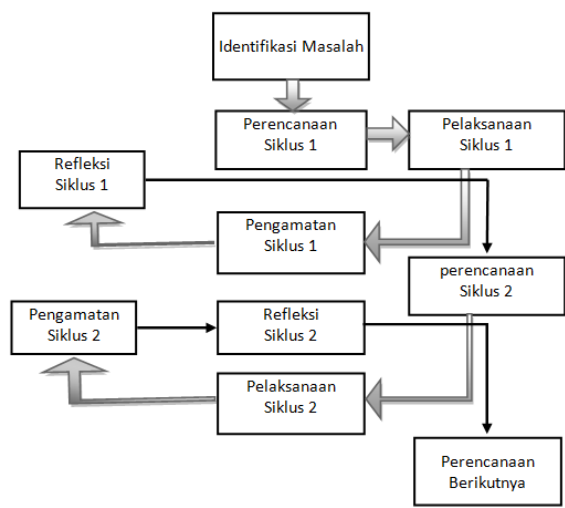 Identifikasi Masalah
Perencanaan
Siklus 1
Pelaksanaan
Siklus 1
Refleksi
Siklus 1
Pengamatan
Siklus 1
perencanaan
Siklus 2
Pengamatan
Siklus 2
Refleksi
Siklus 2
Pelaksanaan
Siklus 2
Perencanaan
Berikutnya